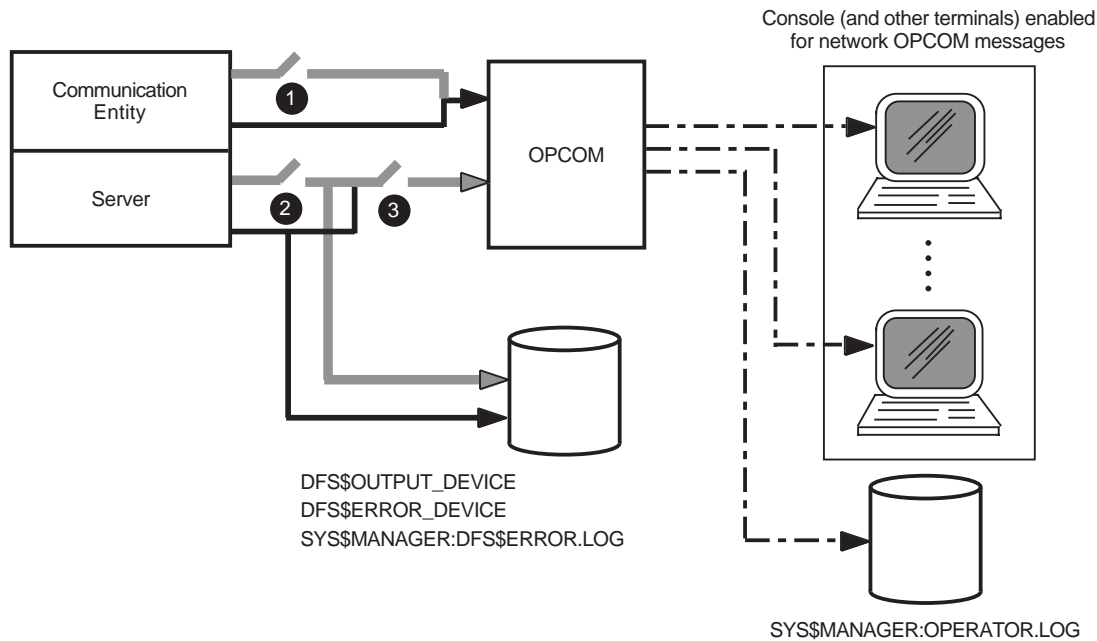 Console (and other terminals) enabled
for network OPCOM messages
Communication
Entity
1
OPCOM
Server
2
3
DFS$OUTPUT_DEVICE
DFS$ERROR_DEVICE
SYS$MANAGER:DFS$ERROR.LOG
SYS$MANAGER:OPERATOR.LOG